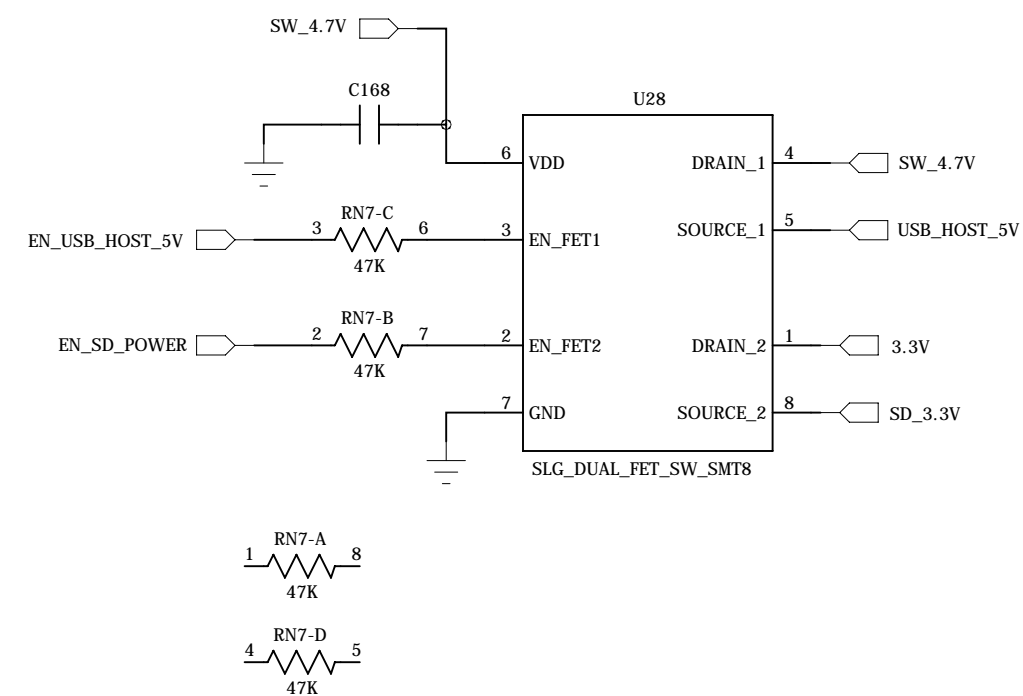 SW_4.7V
C168
U28
6 VDD DRAIN_1 4 SW_4.7V
RN7-C
EN_USB_HOST_5V 3 6 3 EN_FET1 SOURCE_1 5 USB_HOST_5V
47K
RN7-B
EN_SD_POWER 2 7 2 EN_FET2 DRAIN_2 1 3.3V
47K
7 GND SOURCE_2 8 SD_3.3V
SLG_DUAL_FET_SW_SMT8
RN7-A
1 8
47K
RN7-D
4 5
47K